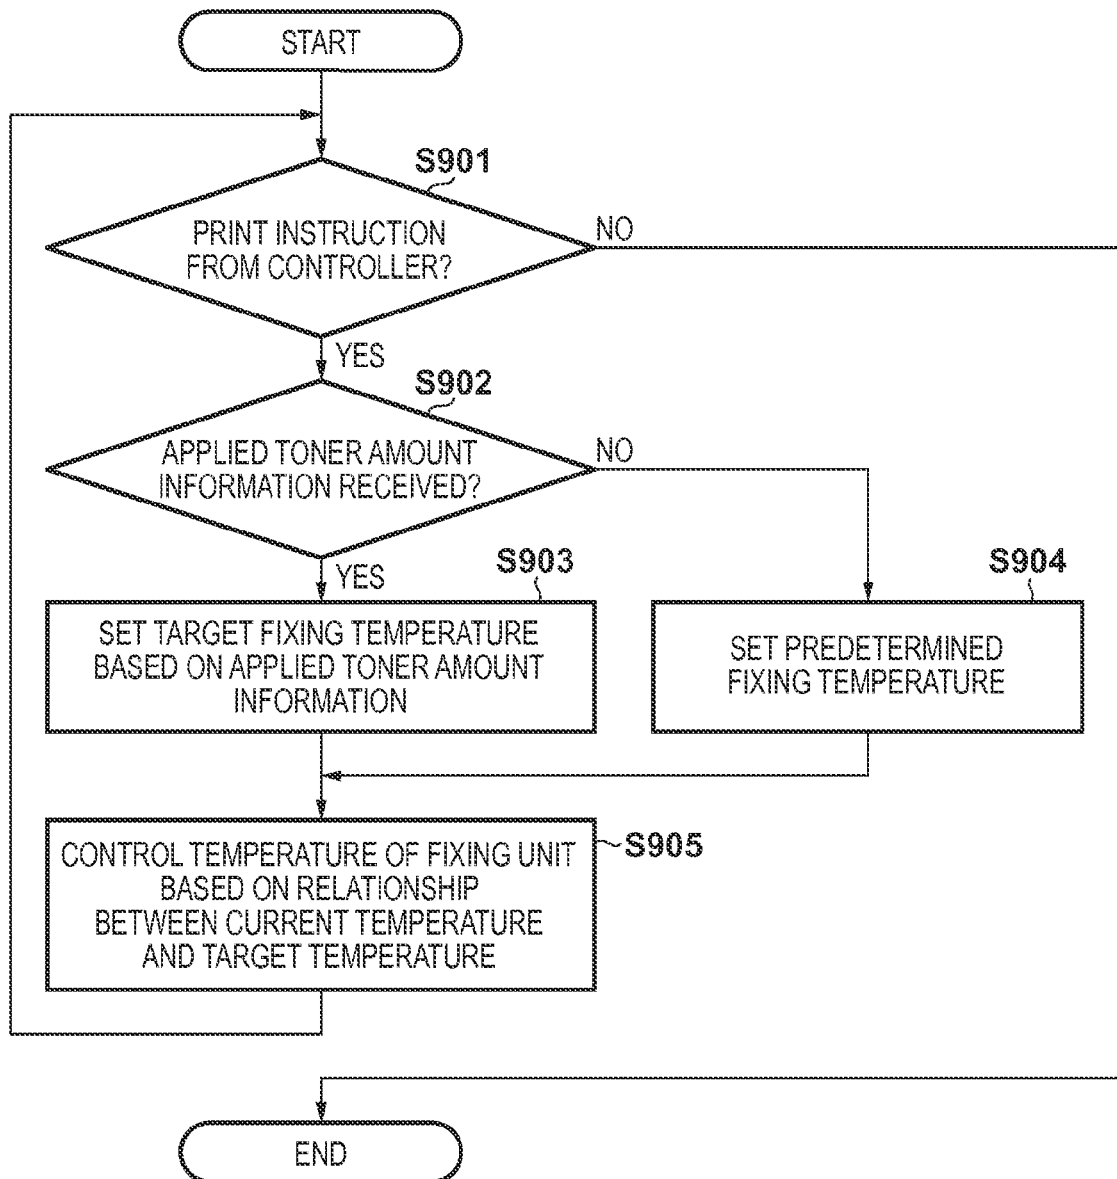 START
S901
PRINT INSTRUCTION
FROM CONTROLLER?
NO
YES
S902
APPLIED TONER AMOUNT
INFORMATION RECEIVED?
NO
YES
S903
SET TARGET FIXING TEMPERATURE
BASED ON APPLIED TONER AMOUNT
INFORMATION
S904
SET PREDETERMINED
FIXING TEMPERATURE
S905
CONTROL TEMPERATURE OF FIXING UNIT
BASED ON RELATIONSHIP
BETWEEN CURRENT TEMPERATURE
AND TARGET TEMPERATURE
END